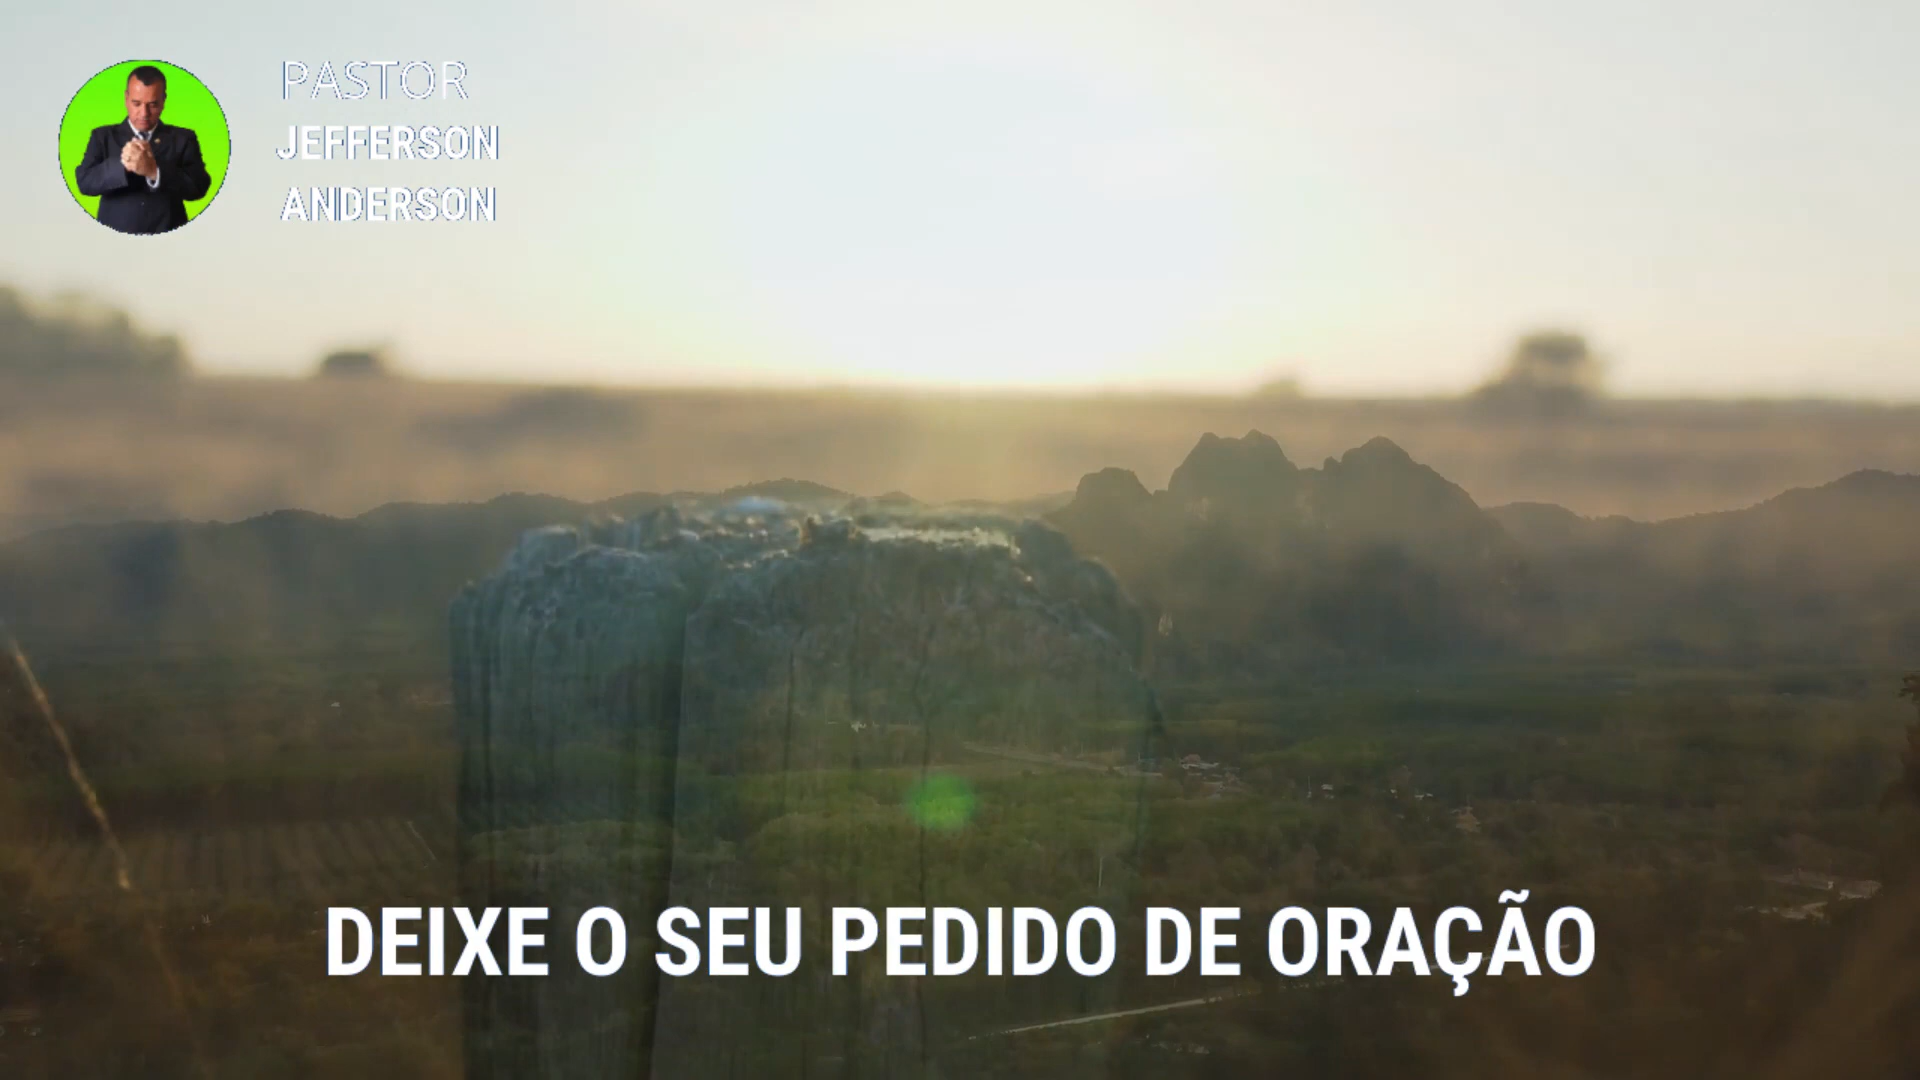 PASTOR
JEFFERSON
ANDERSON
DEIXE O SEU PEDIDO DE ORAÇÃO